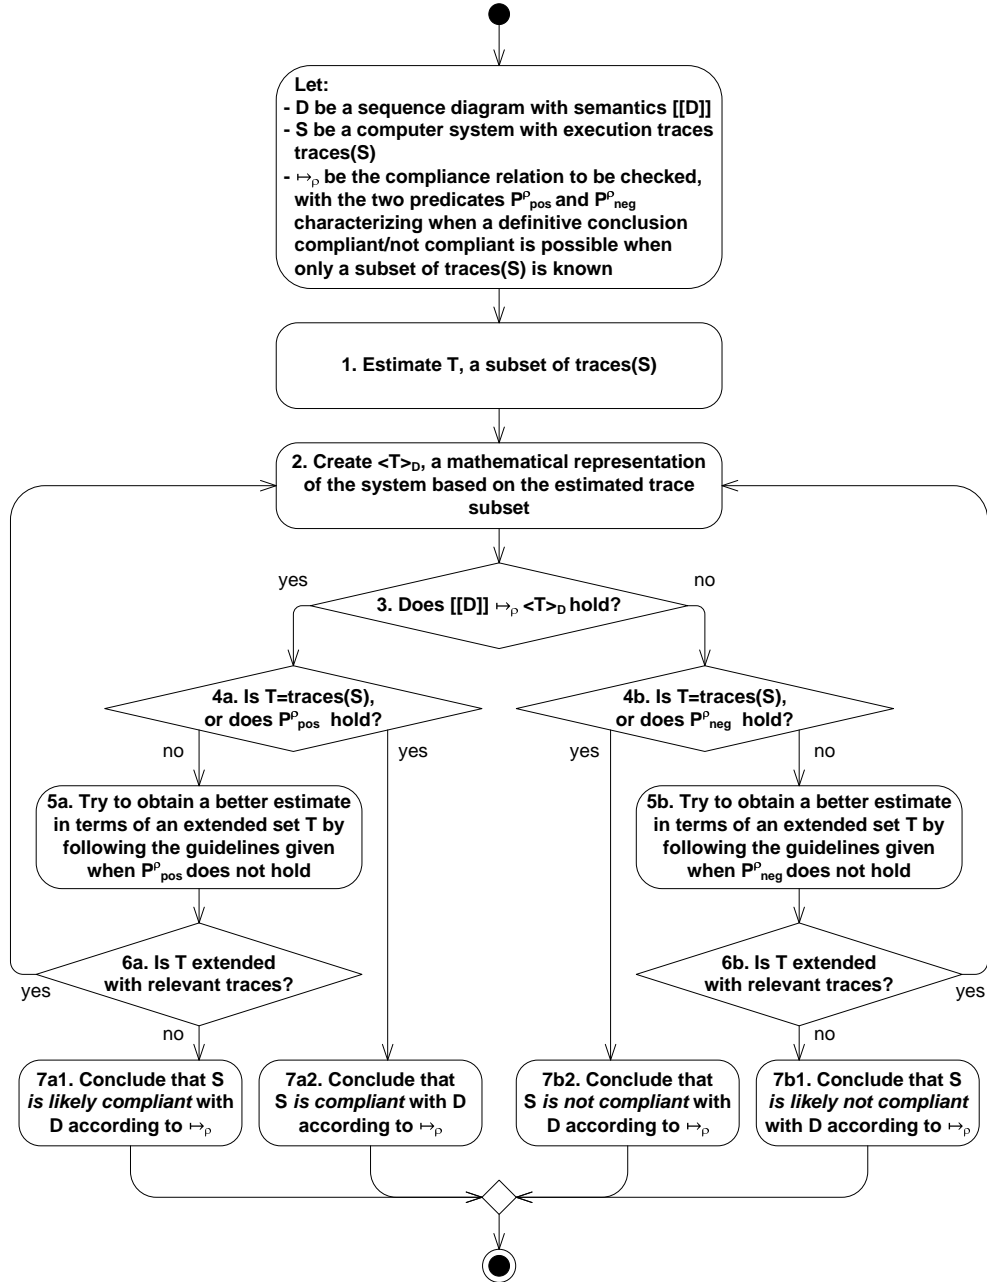 Let:
- D be a sequence diagram with semantics [[D]]
- S be a computer system with execution traces
traces(S)
- ↦ρ be the compliance relation to be checked,
with the two predicates Pρpos and Pρneg
characterizing when a definitive conclusion
compliant/not compliant is possible when
only a subset of traces(S) is known
1. Estimate T, a subset of traces(S)
2. Create <T>D, a mathematical representation
of the system based on the estimated trace
subset
yes
no
3. Does [[D]] ↦ρ <T>D hold?
4a. Is T=traces(S),
or does Pρpos hold?
4b. Is T=traces(S),
or does Pρneg hold?
no
yes
yes
no
5a. Try to obtain a better estimate
in terms of an extended set T by
following the guidelines given
when Pρpos does not hold
5b. Try to obtain a better estimate
in terms of an extended set T by
following the guidelines given
when Pρneg does not hold
6a. Is T extended
with relevant traces?
6b. Is T extended
with relevant traces?
yes
yes
no
no
7a1. Conclude that S
is likely compliant with
D according to ↦ρ
7a2. Conclude that
S is compliant with D
according to ↦ρ
7b2. Conclude that
S is not compliant with
D according to ↦ρ
7b1. Conclude that S
is likely not compliant
with D according to ↦ρ